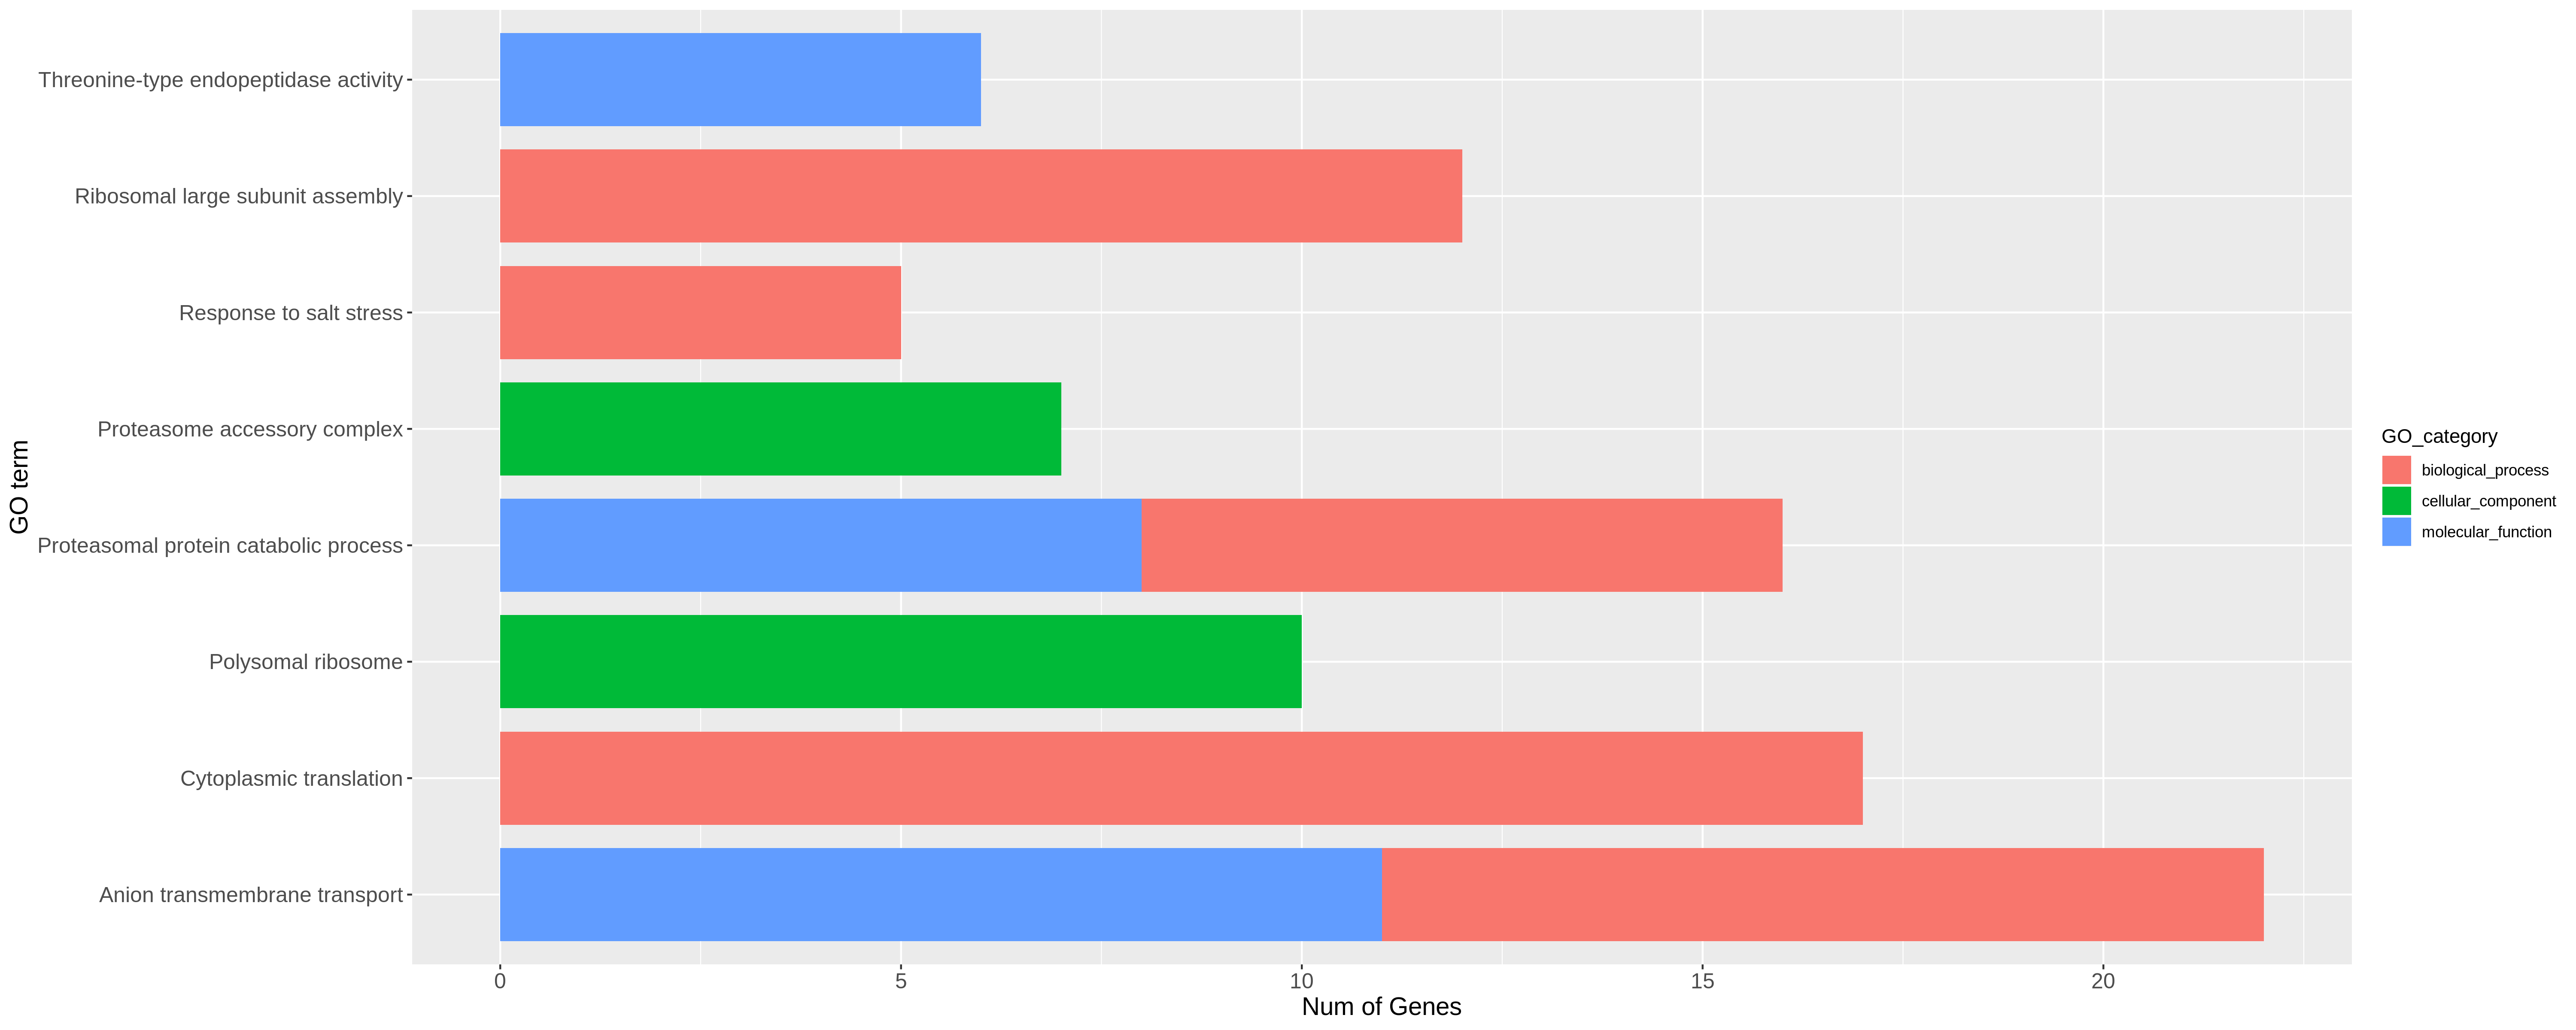 GO term
Threonine-type endopeptidase activity
Ribosomal large subunit assembly
Response to salt stress
Proteasome accessory complex
Proteasomal protein catabolic process
Polysomal ribosome
Cytoplasmic translation
Anion transmembrane transport
0 5 10 15 20
Num of Genes
GO_category
biological_process
cellular_component
molecular_function